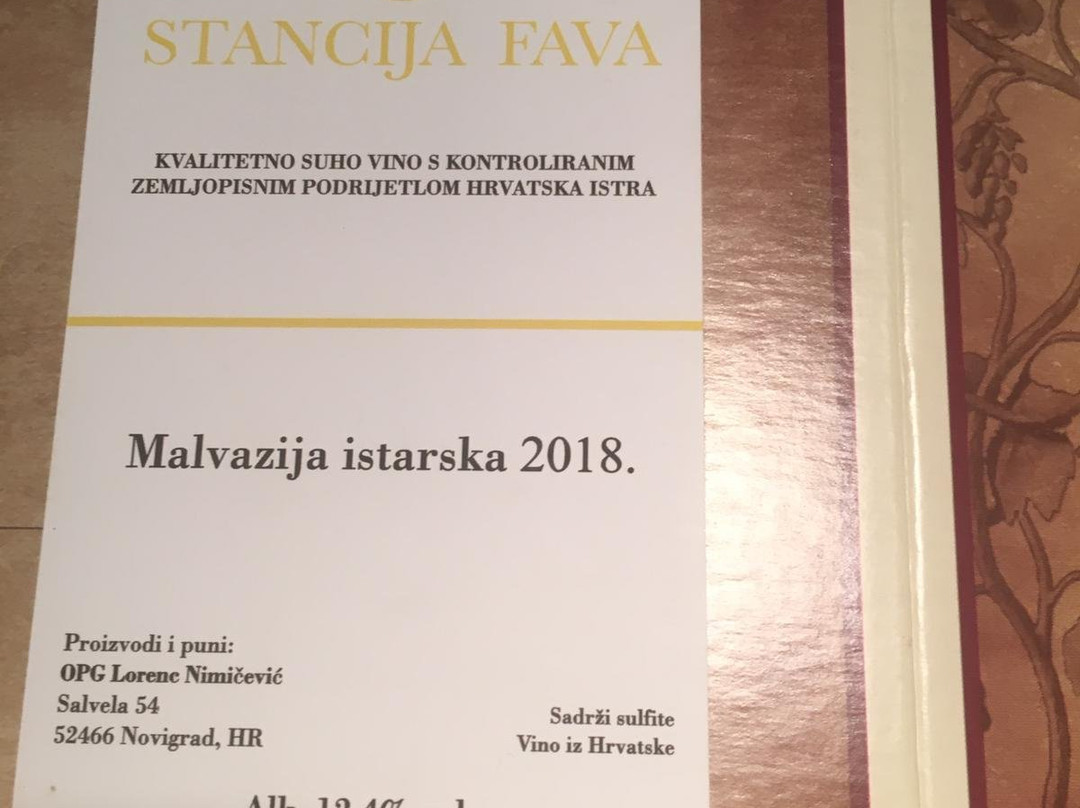 STANCIJA FAVA
KVALITETNO SUHO VINO S KONTROLIRANIM
ZEMLJOPISNIM PODRIJETLOM HRVATSKA ISTRA
Malvazija istarska 2018.
Proizvodi i puni:
OPG Lorenc Nimičević
Salvela 54
52466 Novigrad, HR
Sadrži sulfite
Vino iz Hrvatske